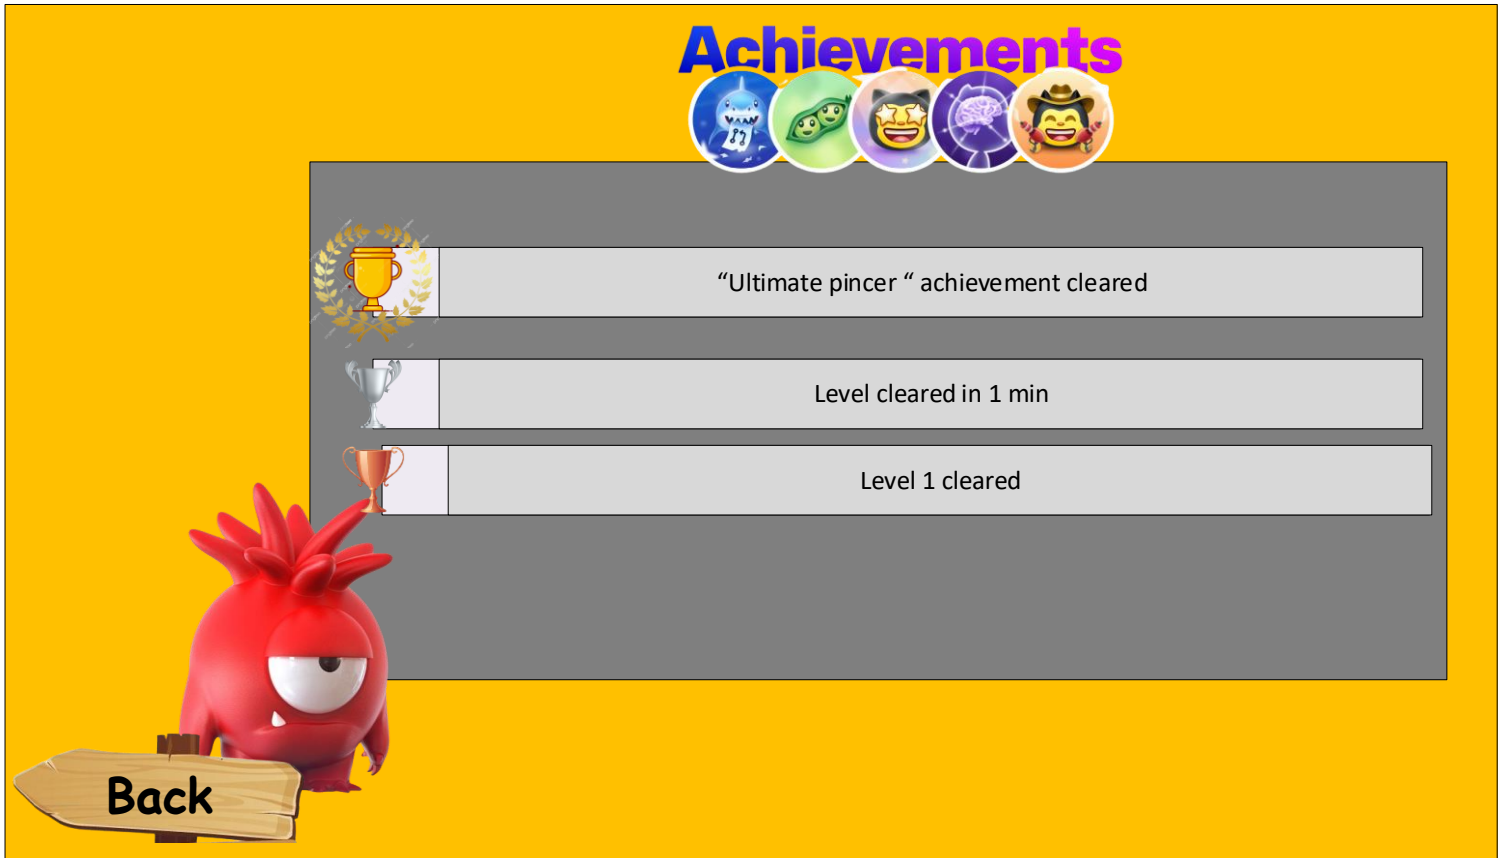 Achievements
“Ultimate pincer “ achievement cleared
Level cleared in 1 min
Level 1 cleared
Back